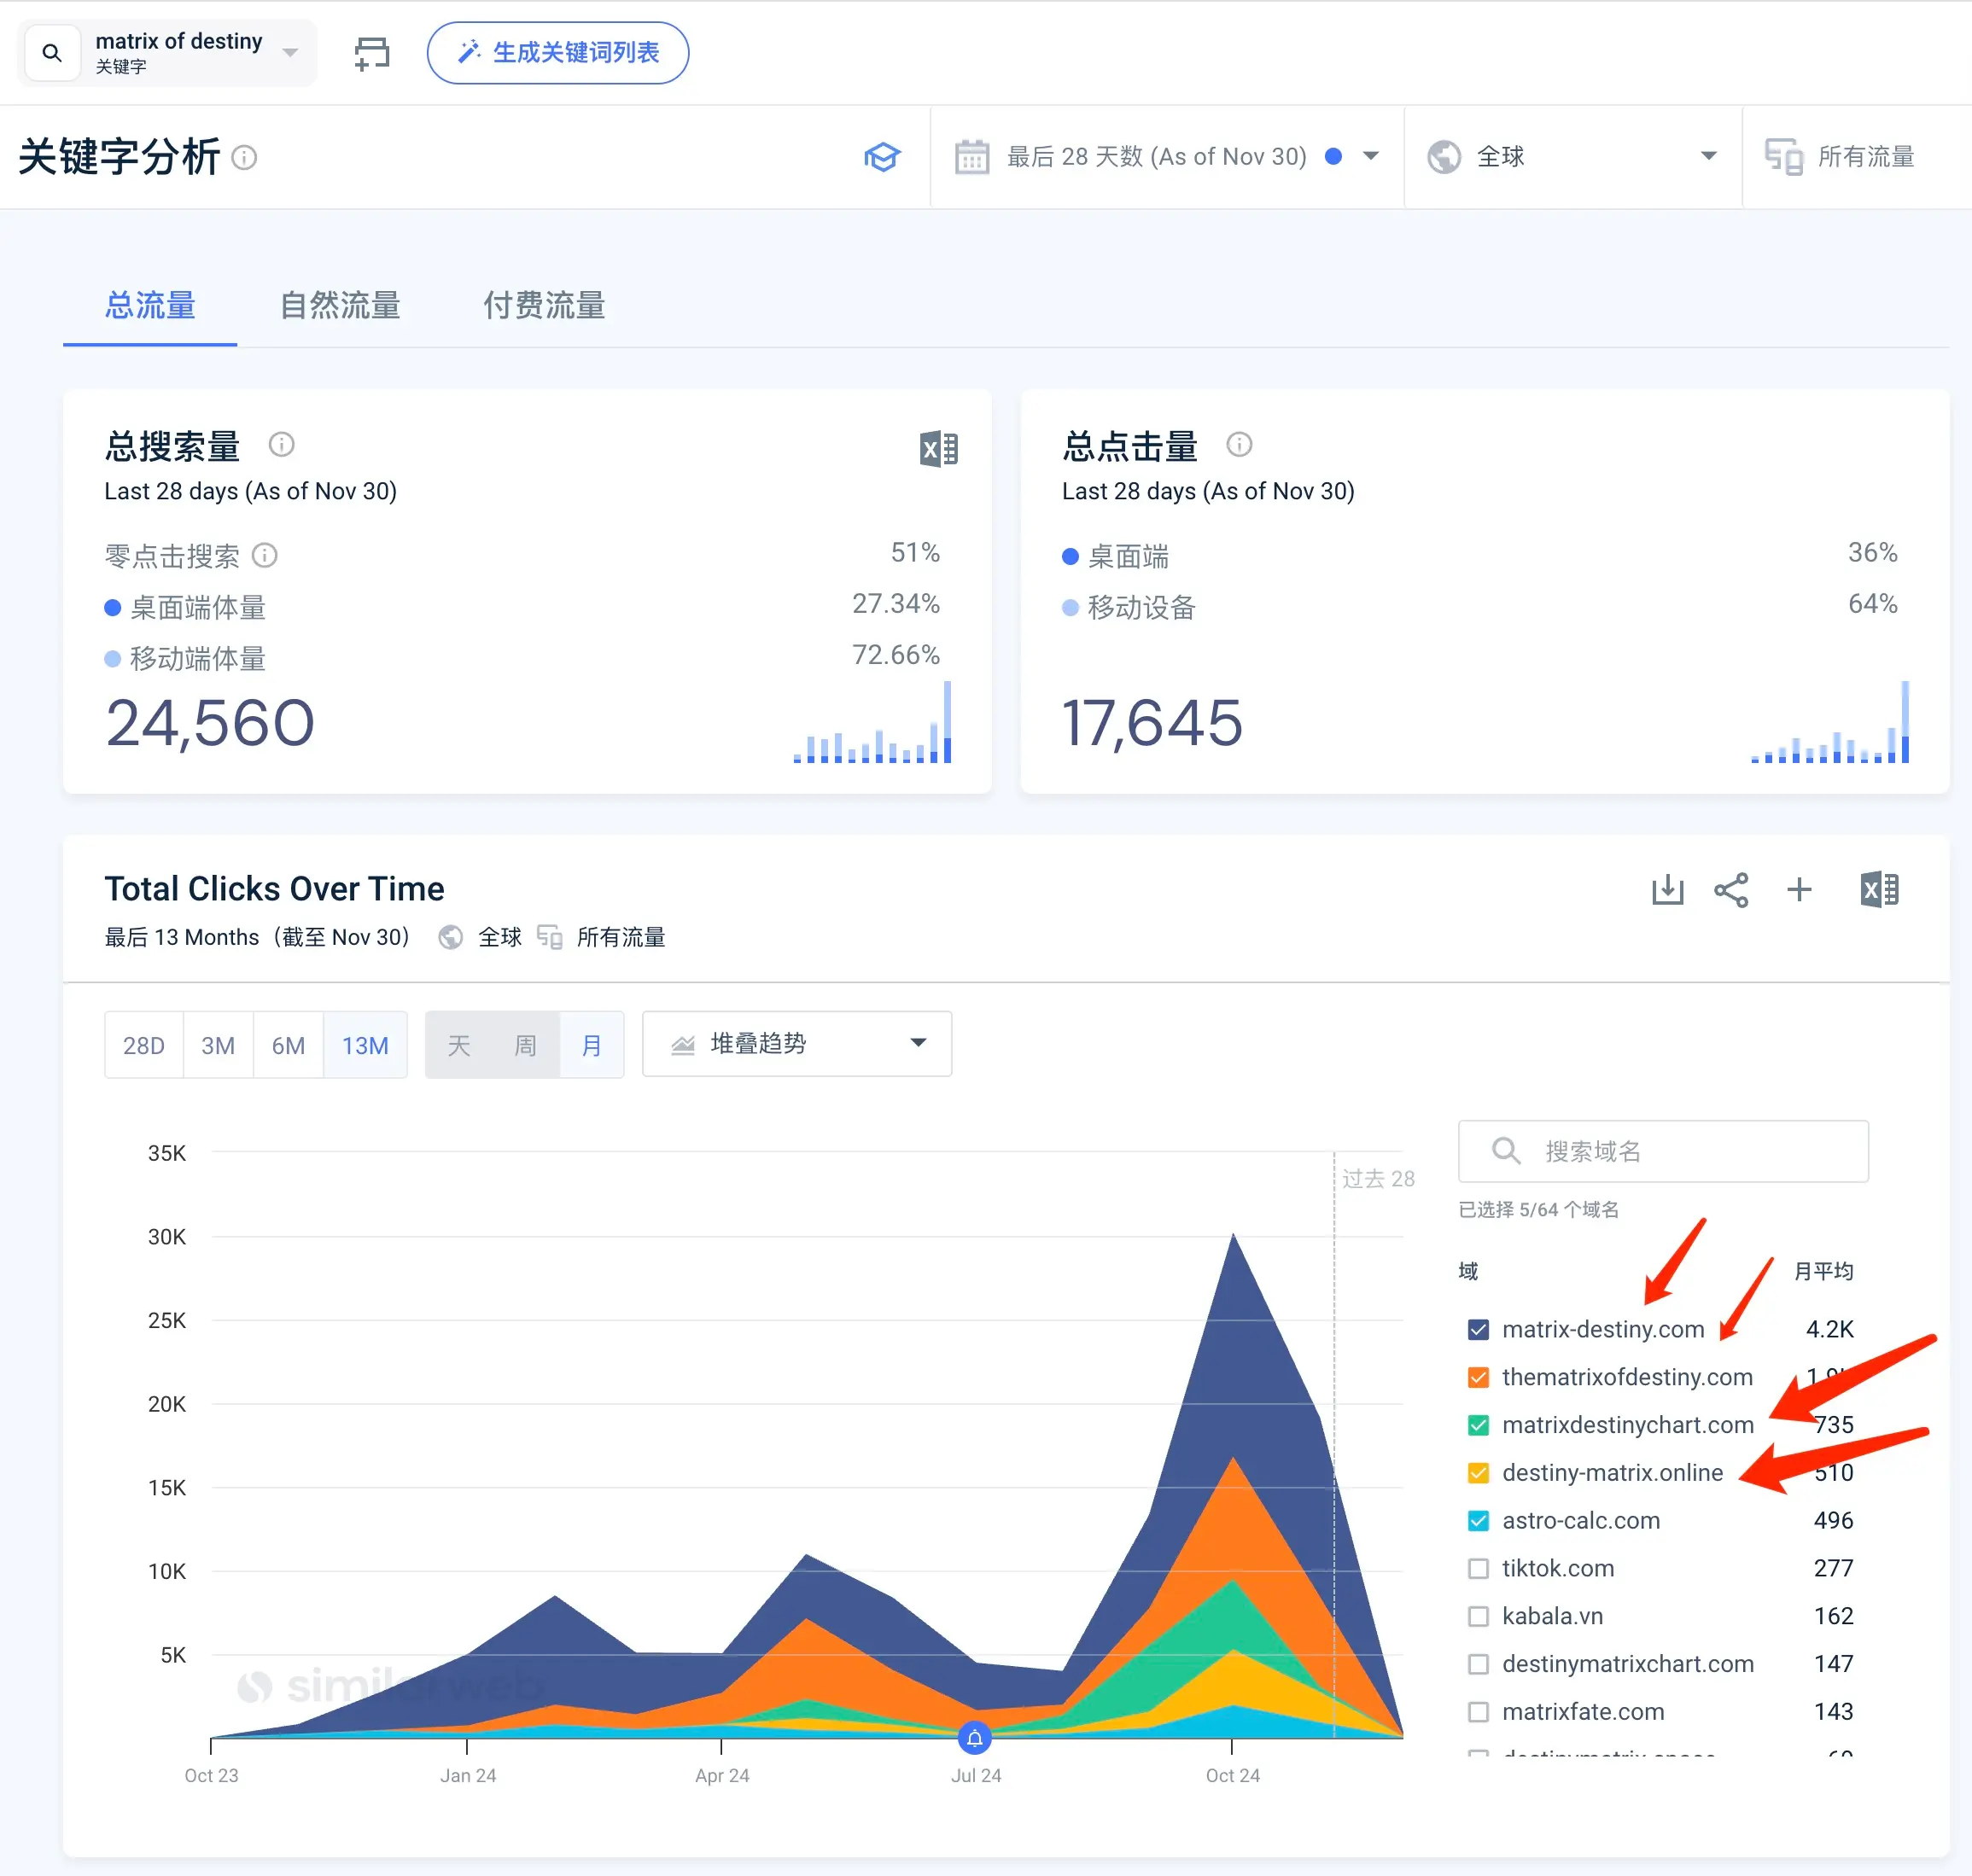 matrix of destiny
关键字
生成关键词列表
关键字分析
最后 28 天数 (As of Nov 30)
全球
所有流量
总流量
自然流量
付费流量
总搜索量
Last 28 days (As of Nov 30)
零点击搜索 51%
桌面端体量 27.34%
移动端体量 72.66%
24,560
总点击量
Last 28 days (As of Nov 30)
桌面端 36%
移动设备 64%
17,645
Total Clicks Over Time
最后 13 Months（截至 Nov 30） 全球 所有流量
28D 3M 6M 13M 天 周 月 堆叠趋势
35K
30K
25K
20K
15K
10K
5K
过去 28
similarweb
Oct 23 Jan 24 Apr 24 Jul 24 Oct 24
搜索域名
已选择 5/64 个域名
域 月平均
matrix-destiny.com 4.2K
thematrixofdestiny.com
matrixdestinychart.com 735
destiny-matrix.online 510
astro-calc.com 496
tiktok.com 277
kabala.vn 162
destinymatrixchart.com 147
matrixfate.com 143